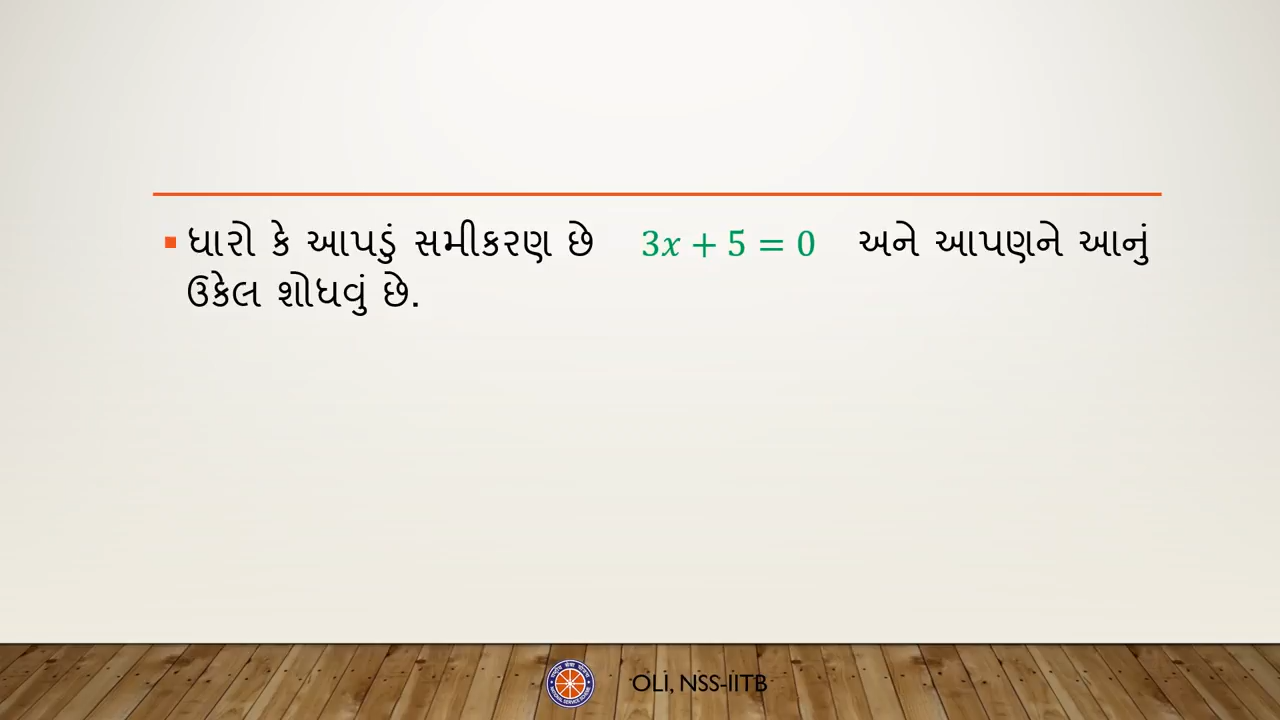 ધારો કે આપડું સમીકરણ છે 3x + 5 = 0 અને આપણને આનું
ઉકેલ શોધવું છે.
OLI, NSS-IITB